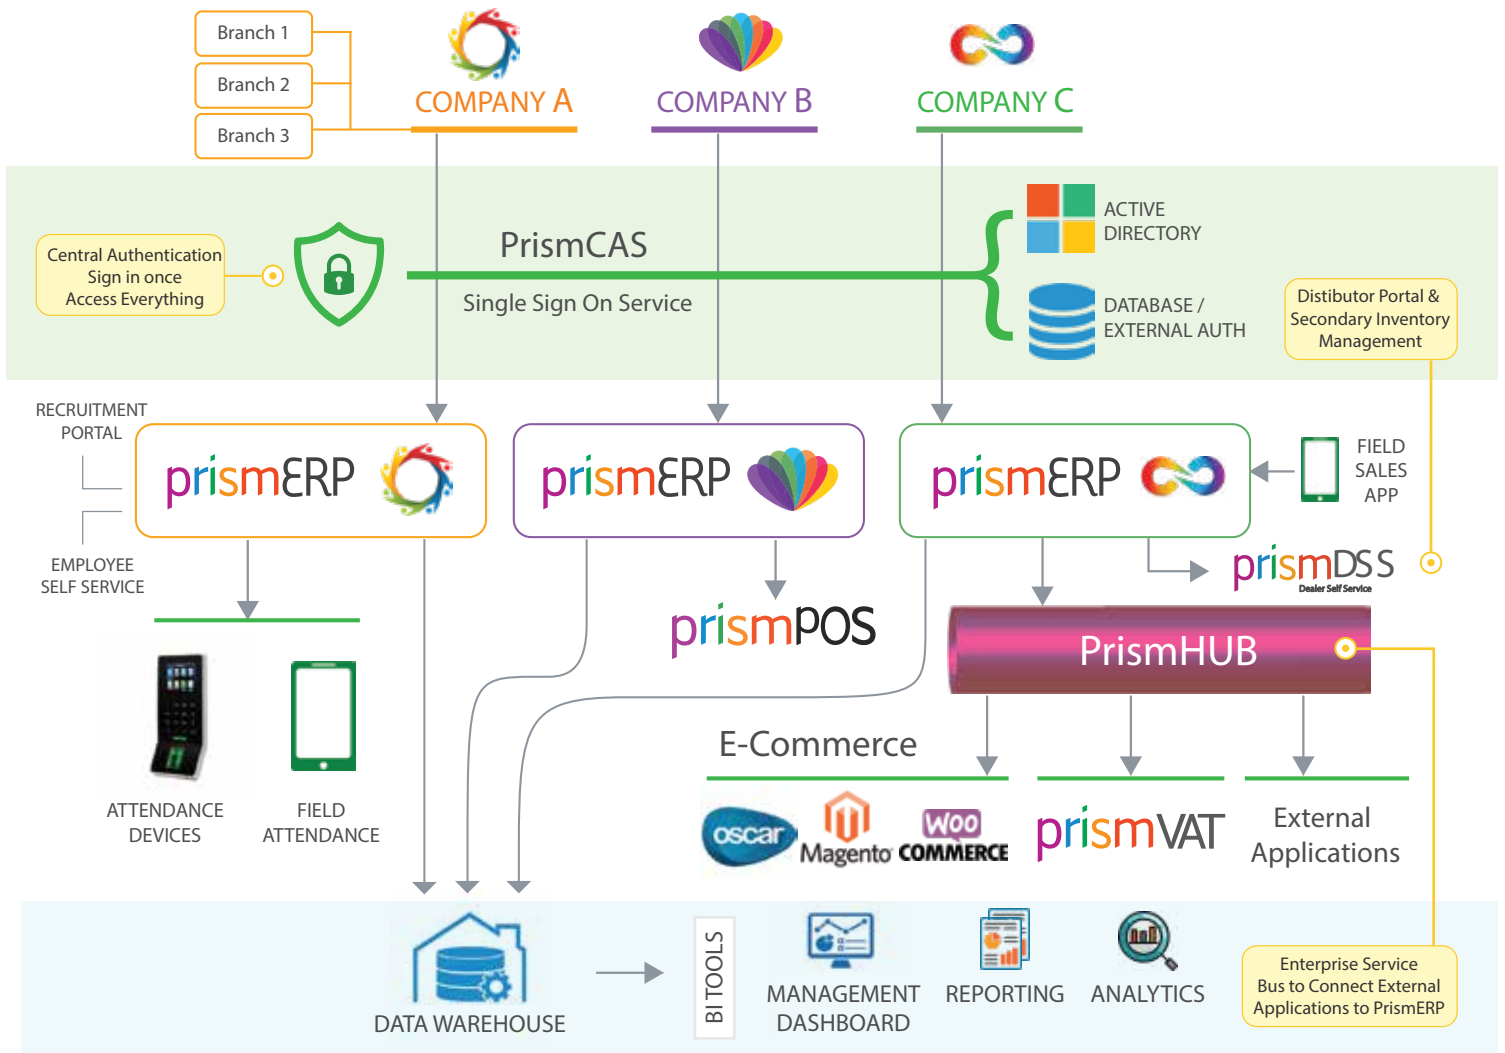 Branch 1
Branch 2
Branch 3
COMPANY A
COMPANY B
COMPANY C
Central Authentication
Sign in once
Access Everything
PrismCAS
Single Sign On Service
ACTIVE
DIRECTORY
DATABASE /
EXTERNAL AUTH
Distibutor Portal &
Secondary Inventory
Management
RECRUITMENT
PORTAL
EMPLOYEE
SELF SERVICE
prismERP
prismERP
prismERP
FIELD
SALES
APP
prismDSS
Dealer Self Service
prismPOS
PrismHUB
ATTENDANCE
DEVICES
FIELD
ATTENDANCE
E-Commerce
oscar
Magento
WOO
COMMERCE
prismVAT
External
Applications
DATA WAREHOUSE
BI TOOLS
MANAGEMENT
DASHBOARD
REPORTING
ANALYTICS
Enterprise Service
Bus to Connect External
Applications to PrismERP